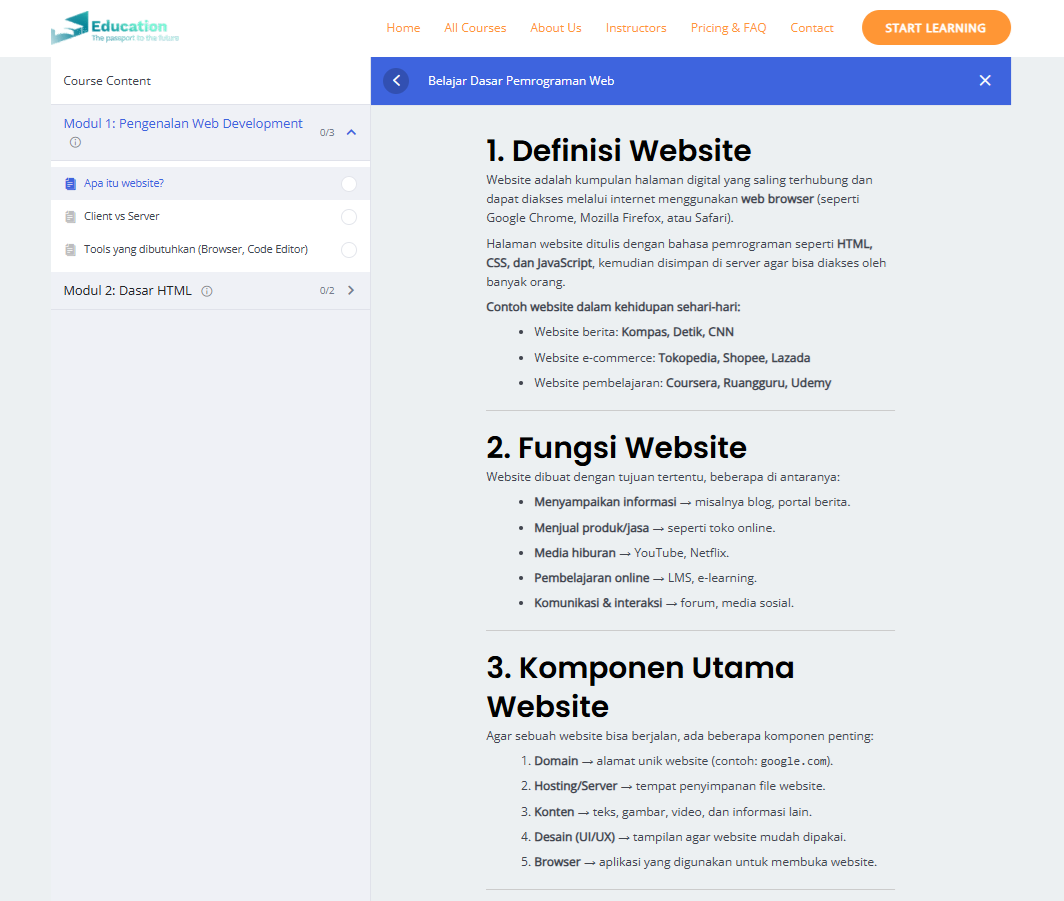 Education
The passport to the future
Home
All Courses
About Us
Instructors
Pricing & FAQ
Contact
START LEARNING
Course Content
Belajar Dasar Pemrograman Web
Modul 1: Pengenalan Web Development
0/3
Apa itu website?
Client vs Server
Tools yang dibutuhkan (Browser, Code Editor)
Modul 2: Dasar HTML
0/2
1. Definisi Website
Website adalah kumpulan halaman digital yang saling terhubung dan
dapat diakses melalui internet menggunakan web browser (seperti
Google Chrome, Mozilla Firefox, atau Safari).
Halaman website ditulis dengan bahasa pemrograman seperti HTML,
CSS, dan JavaScript, kemudian disimpan di server agar bisa diakses oleh
banyak orang.
Contoh website dalam kehidupan sehari-hari:
• Website berita: Kompas, Detik, CNN
• Website e-commerce: Tokopedia, Shopee, Lazada
• Website pembelajaran: Coursera, Ruangguru, Udemy
2. Fungsi Website
Website dibuat dengan tujuan tertentu, beberapa di antaranya:
• Menyampaikan informasi → misalnya blog, portal berita.
• Menjual produk/jasa → seperti toko online.
• Media hiburan → YouTube, Netflix.
• Pembelajaran online → LMS, e-learning.
• Komunikasi & interaksi → forum, media sosial.
3. Komponen Utama
Website
Agar sebuah website bisa berjalan, ada beberapa komponen penting:
1. Domain → alamat unik website (contoh: google.com).
2. Hosting/Server → tempat penyimpanan file website.
3. Konten → teks, gambar, video, dan informasi lain.
4. Desain (UI/UX) → tampilan agar website mudah dipakai.
5. Browser → aplikasi yang digunakan untuk membuka website.